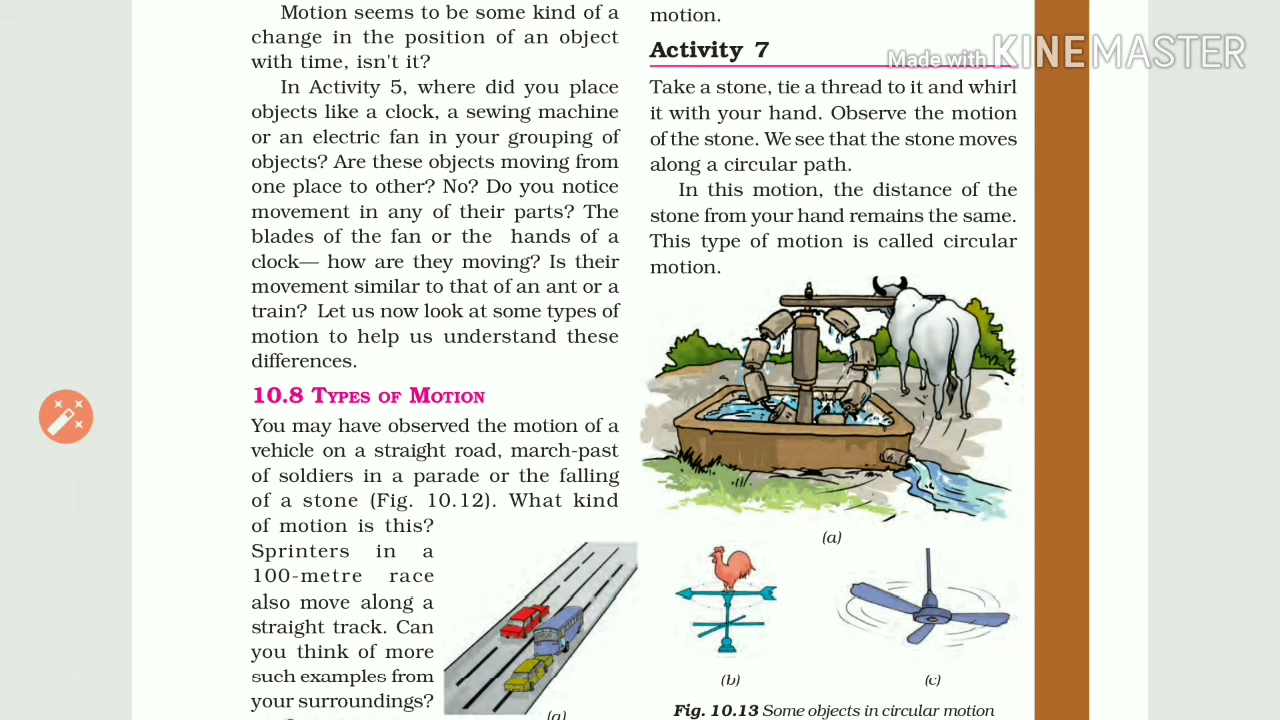 Motion seems to be some kind of a
change in the position of an object
with time, isn't it?
In Activity 5, where did you place
objects like a clock, a sewing machine
or an electric fan in your grouping of
objects? Are these objects moving from
one place to other? No? Do you notice
movement in any of their parts? The
blades of the fan or the hands of a
clock— how are they moving? Is their
movement similar to that of an ant or a
train? Let us now look at some types of
motion to help us understand these
differences.
10.8 TYPES OF MOTION
You may have observed the motion of a
vehicle on a straight road, march-past
of soldiers in a parade or the falling
of a stone (Fig. 10.12). What kind
of motion is this?
Sprinters in a
100-metre race
also move along a
straight track. Can
you think of more
such examples from
your surroundings?
(a)
motion.
Activity 7
Made with KINEMASTER
Take a stone, tie a thread to it and whirl
it with your hand. Observe the motion
of the stone. We see that the stone moves
along a circular path.
In this motion, the distance of the
stone from your hand remains the same.
This type of motion is called circular
motion.
(a)
(b)
(c)
Fig. 10.13 Some objects in circular motion